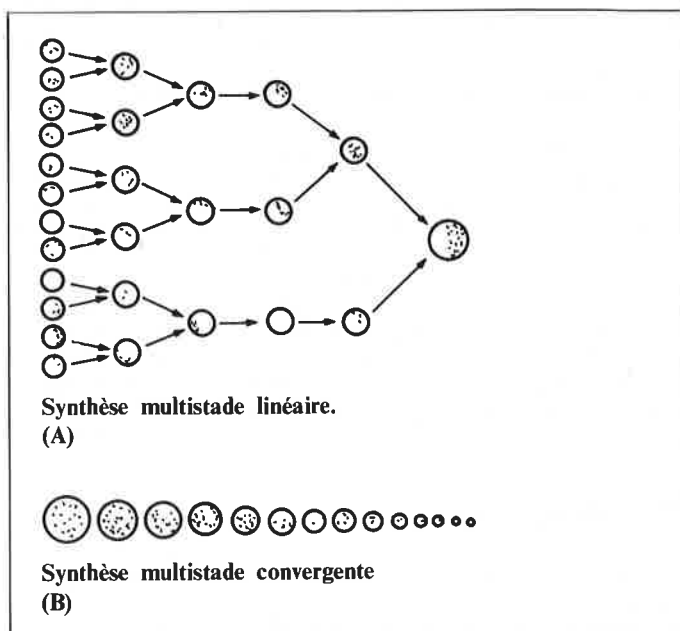 Synthèse multistade linéaire.
(A)
Synthèse multistade convergente
(B)